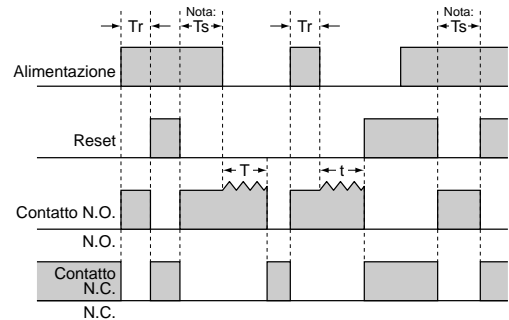 Nota: Nota:
Tr Ts Tr Ts
Alimentazione
Reset
T t
Contatto N.O.
N.O.
Contatto
N.C.
N.C.